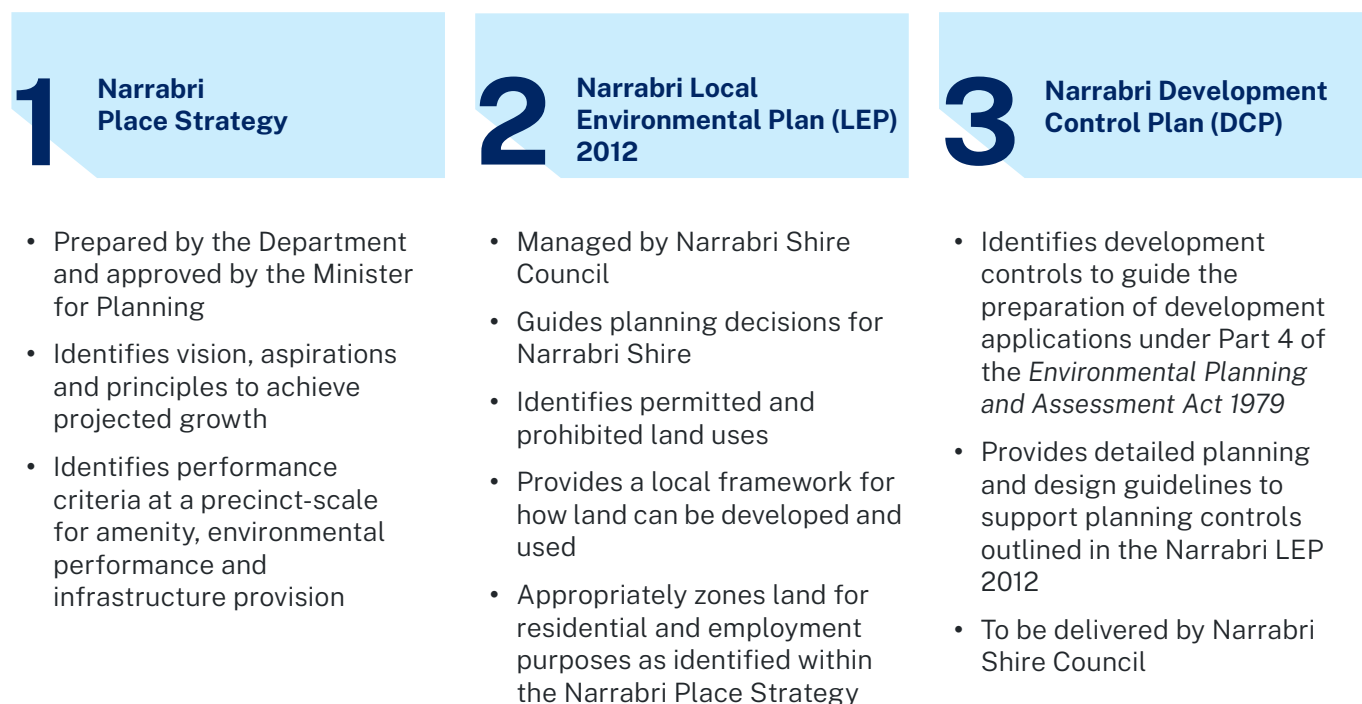 1
Narrabri
Place Strategy
• Prepared by the Department
and approved by the Minister
for Planning
• Identifies vision, aspirations
and principles to achieve
projected growth
• Identifies performance
criteria at a precinct-scale
for amenity, environmental
performance and
infrastructure provision
2
Narrabri Local
Environmental Plan (LEP)
2012
• Managed by Narrabri Shire
Council
• Guides planning decisions for
Narrabri Shire
• Identifies permitted and
prohibited land uses
• Provides a local framework for
how land can be developed and
used
• Appropriately zones land for
residential and employment
purposes as identified within
the Narrabri Place Strategy
3
Narrabri Development
Control Plan (DCP)
• Identifies development
controls to guide the
preparation of development
applications under Part 4 of
the Environmental Planning
and Assessment Act 1979
• Provides detailed planning
and design guidelines to
support planning controls
outlined in the Narrabri LEP
2012
• To be delivered by Narrabri
Shire Council